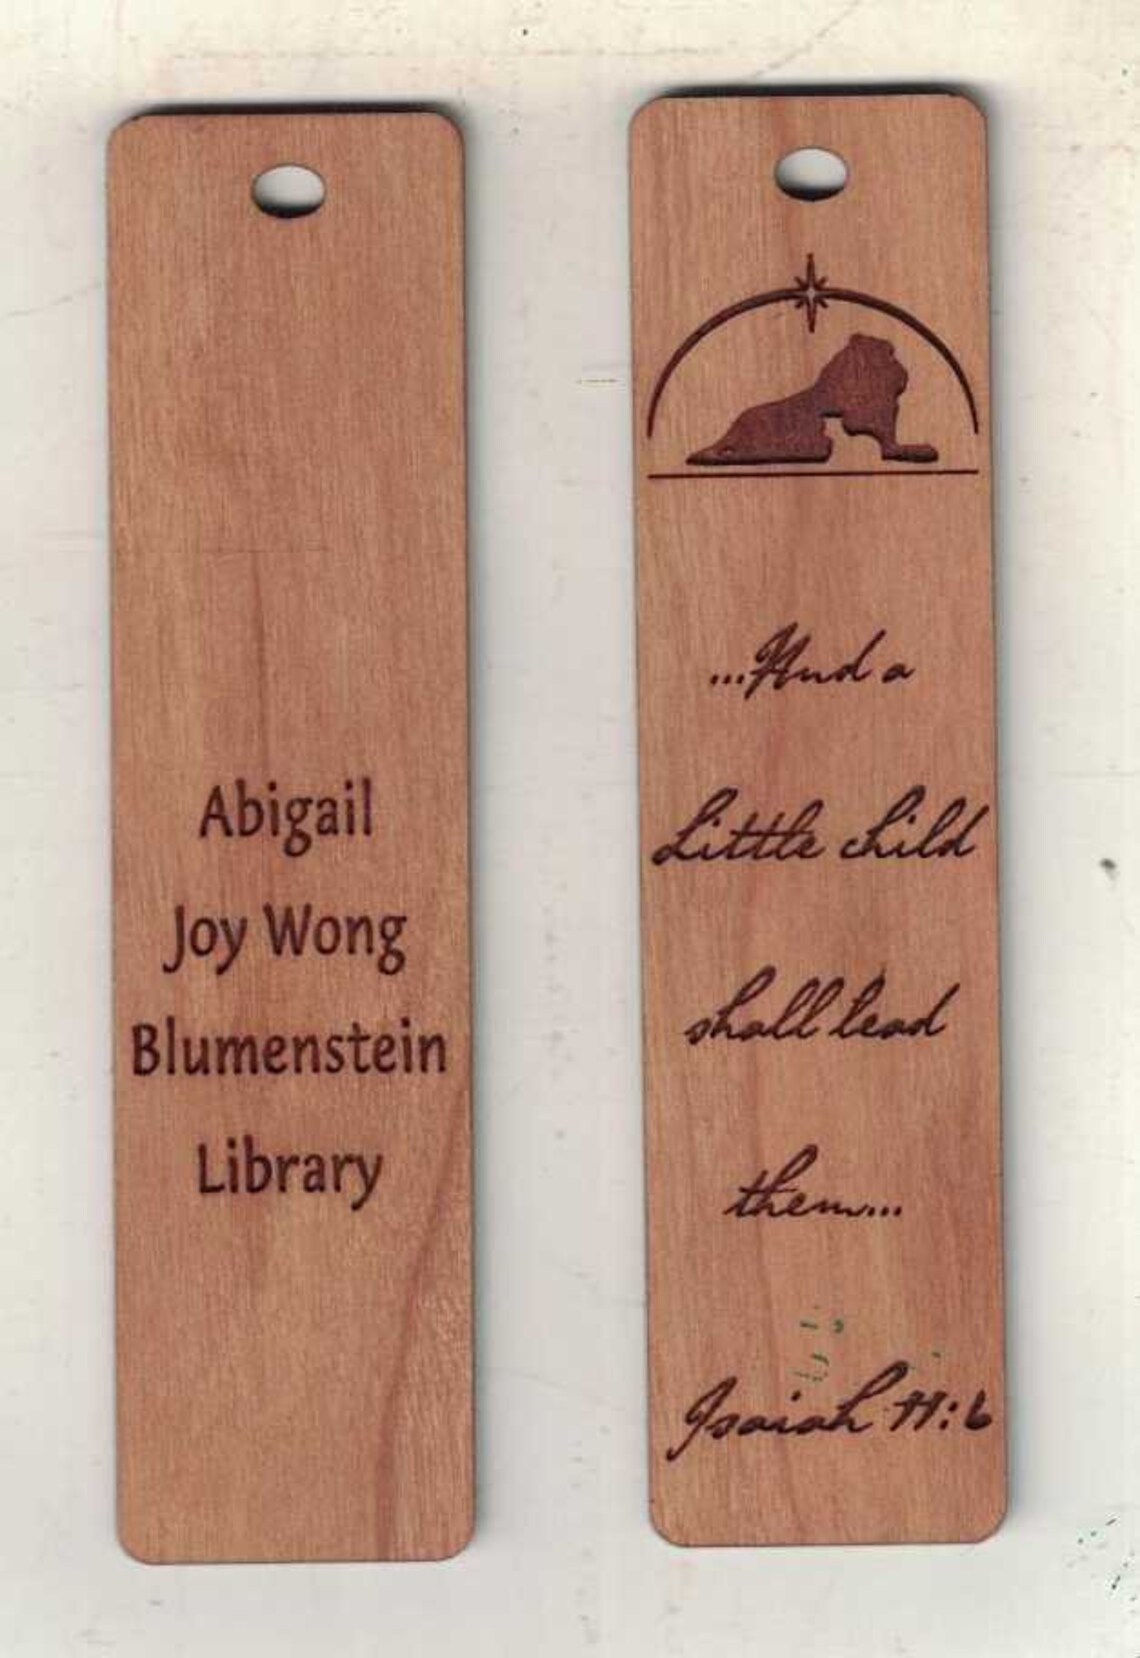 Abigail
Joy Wong
Blumenstein
Library
...And a
Little child
shall lead
them...
Isaiah 11:6